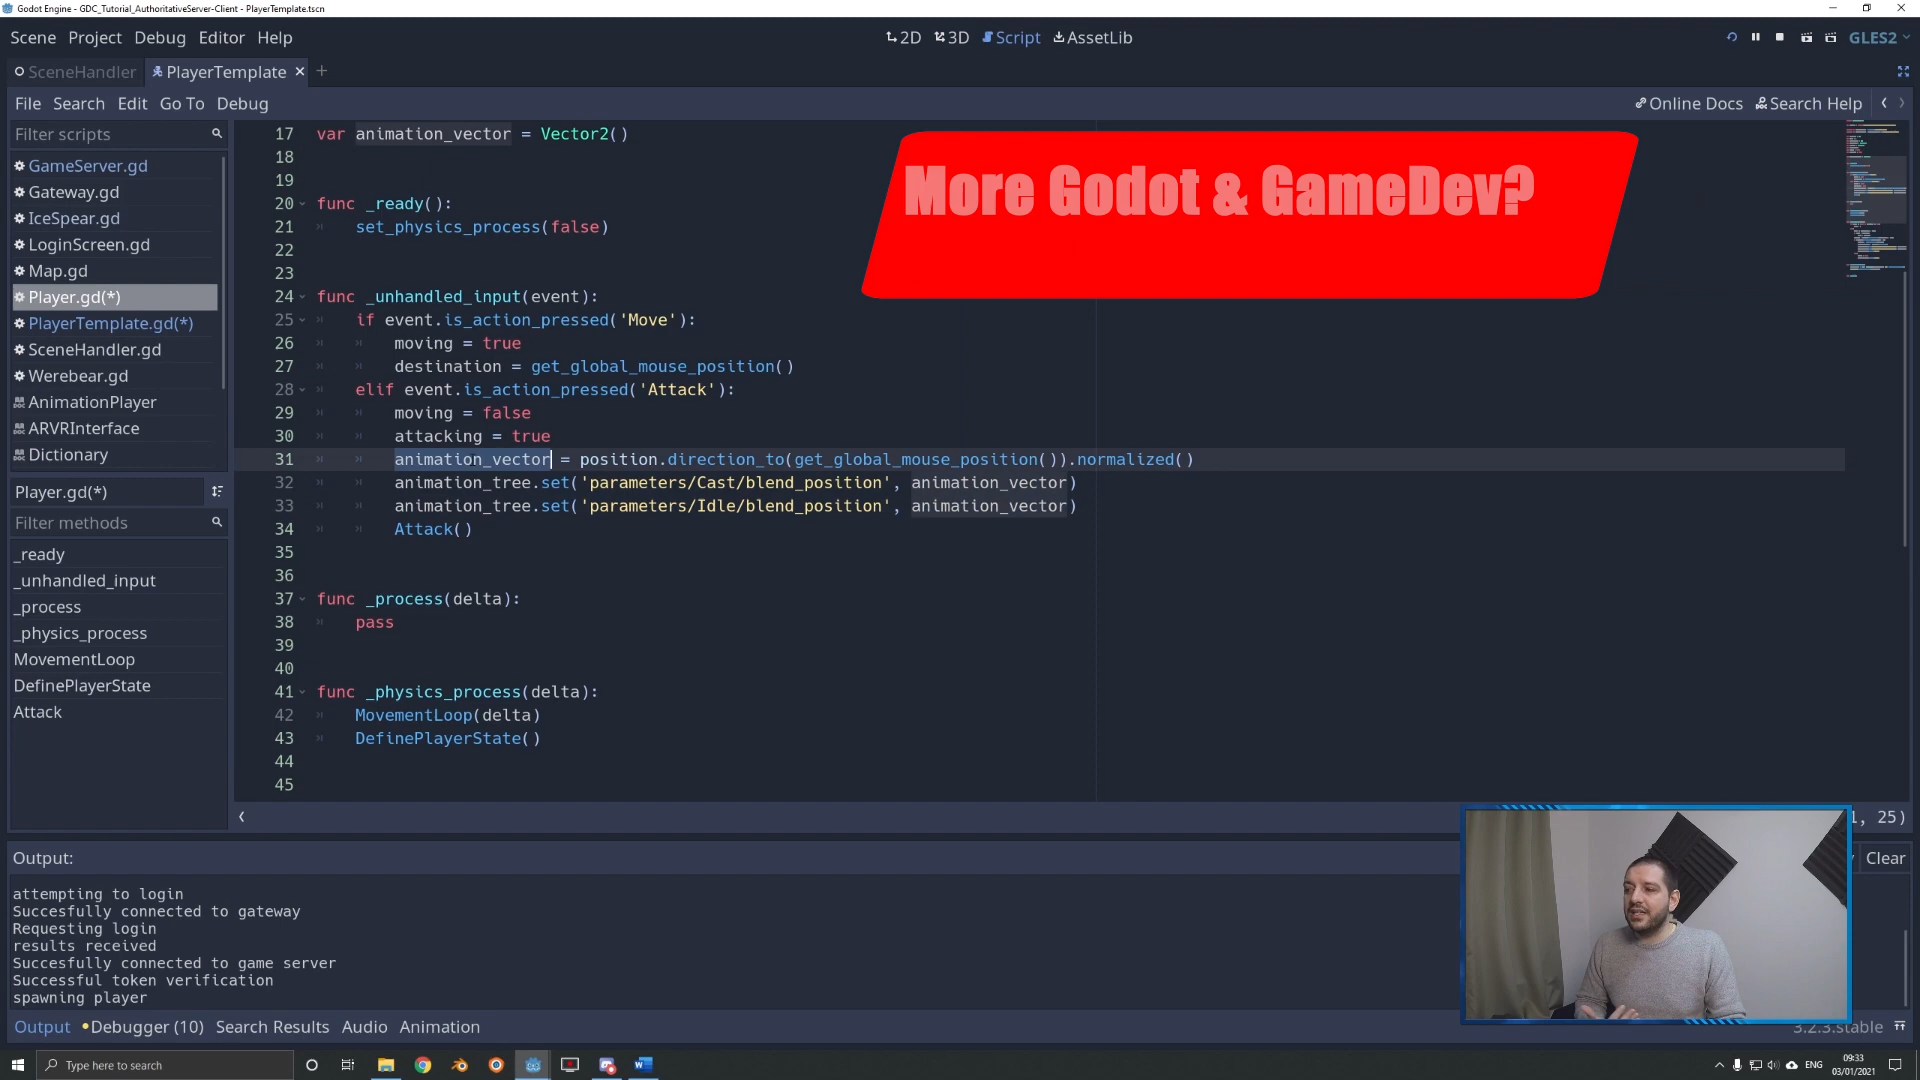 Godot Engine - GDC_Tutorial_AuthoritativeServer-Client - PlayerTemplate.tscn
Scene Project Debug Editor Help
2D 3D Script AssetLib
GLES2
SceneHandler PlayerTemplate
File Search Edit Go To Debug
Online Docs Search Help
Filter scripts
GameServer.gd
Gateway.gd
IceSpear.gd
LoginScreen.gd
Map.gd
Player.gd(*)
PlayerTemplate.gd(*)
SceneHandler.gd
Werebear.gd
AnimationPlayer
ARVRInterface
Dictionary
Player.gd(*)
Filter methods
_ready
_unhandled_input
_process
_physics_process
MovementLoop
DefinePlayerState
Attack
17 var animation_vector = Vector2()
18
19
20 func _ready():
21 set_physics_process(false)
22
23
24 func _unhandled_input(event):
25 if event.is_action_pressed('Move'):
26 moving = true
27 destination = get_global_mouse_position()
28 elif event.is_action_pressed('Attack'):
29 moving = false
30 attacking = true
31 animation_vector = position.direction_to(get_global_mouse_position()).normalized()
32 animation_tree.set('parameters/Cast/blend_position', animation_vector)
33 animation_tree.set('parameters/Idle/blend_position', animation_vector)
34 Attack()
35
36
37 func _process(delta):
38 pass
39
40
41 func _physics_process(delta):
42 MovementLoop(delta)
43 DefinePlayerState()
44
45
More Godot & GameDev?
1, 25)
Output:
Clear
attempting to login
Succesfully connected to gateway
Requesting login
results received
Succesfully connected to game server
Successful token verification
spawning player
Output Debugger (10) Search Results Audio Animation
3.2.3.stable
Type here to search
ENG
09:33
03/01/2021